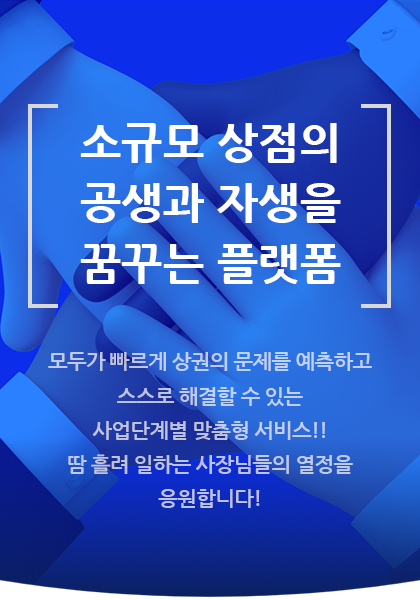 소규모 상점의
공생과 자생을
꿈꾸는 플랫폼
모두가 빠르게 상권의 문제를 예측하고
스스로 해결할 수 있는
사업단계별 맞춤형 서비스!!
땀 흘려 일하는 사장님들의 열정을
응원합니다!